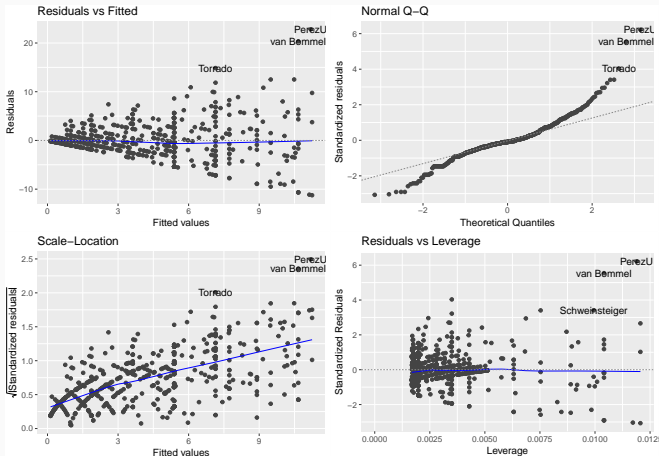 Residuals vs Fitted
PerezU
van Bommel
Torrado
20
10
0
−10
Residuals
0
3
6
9
Fitted values
Normal Q−Q
PerezU
van Bommel
Torrado
6
4
2
0
−2
Standardized residuals
−2
0
2
Theoretical Quantiles
Scale−Location
PerezU
van Bommel
Torrado
2.5
2.0
1.5
1.0
0.5
0.0
√|Standardized residuals|
0
3
6
9
Fitted values
Residuals vs Leverage
PerezU
van Bommel
Schweinsteiger
6
4
2
0
−2
Standardized Residuals
0.0000
0.0025
0.0050
0.0075
0.0100
0.0125
Leverage